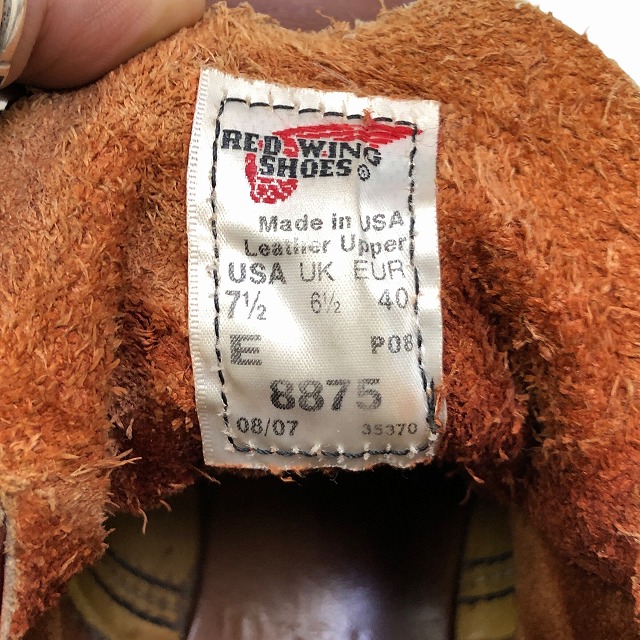 RED WING
SHOES®
Made in USA
Leather Upper
USA UK EUR
7½ 6½ 40
E P08
8875
08/07 35370